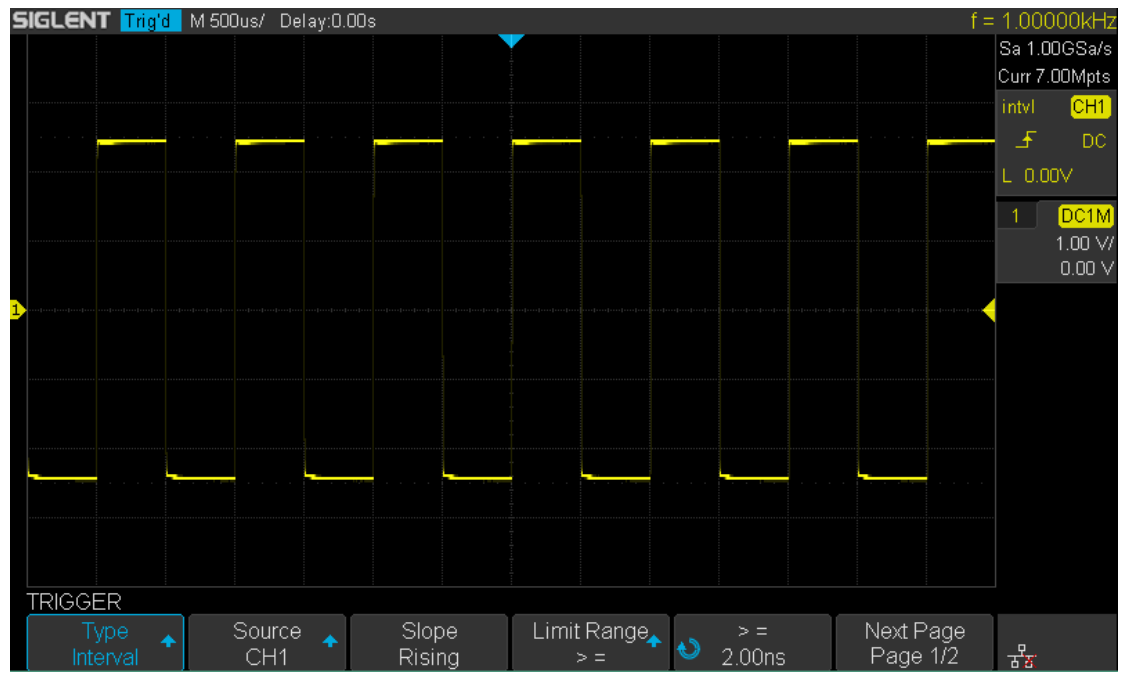 SIGLENT Trig'd M 500us/ Delay:0.00s f = 1.00000kHz
Sa 1.00GSa/s
Curr 7.00Mpts
intvl CH1
DC
L 0.00V
1 DC1M
1.00 V/
0.00 V
1
TRIGGER
Type
Interval
Source
CH1
Slope
Rising
Limit Range
> =
> =
2.00ns
Next Page
Page 1/2